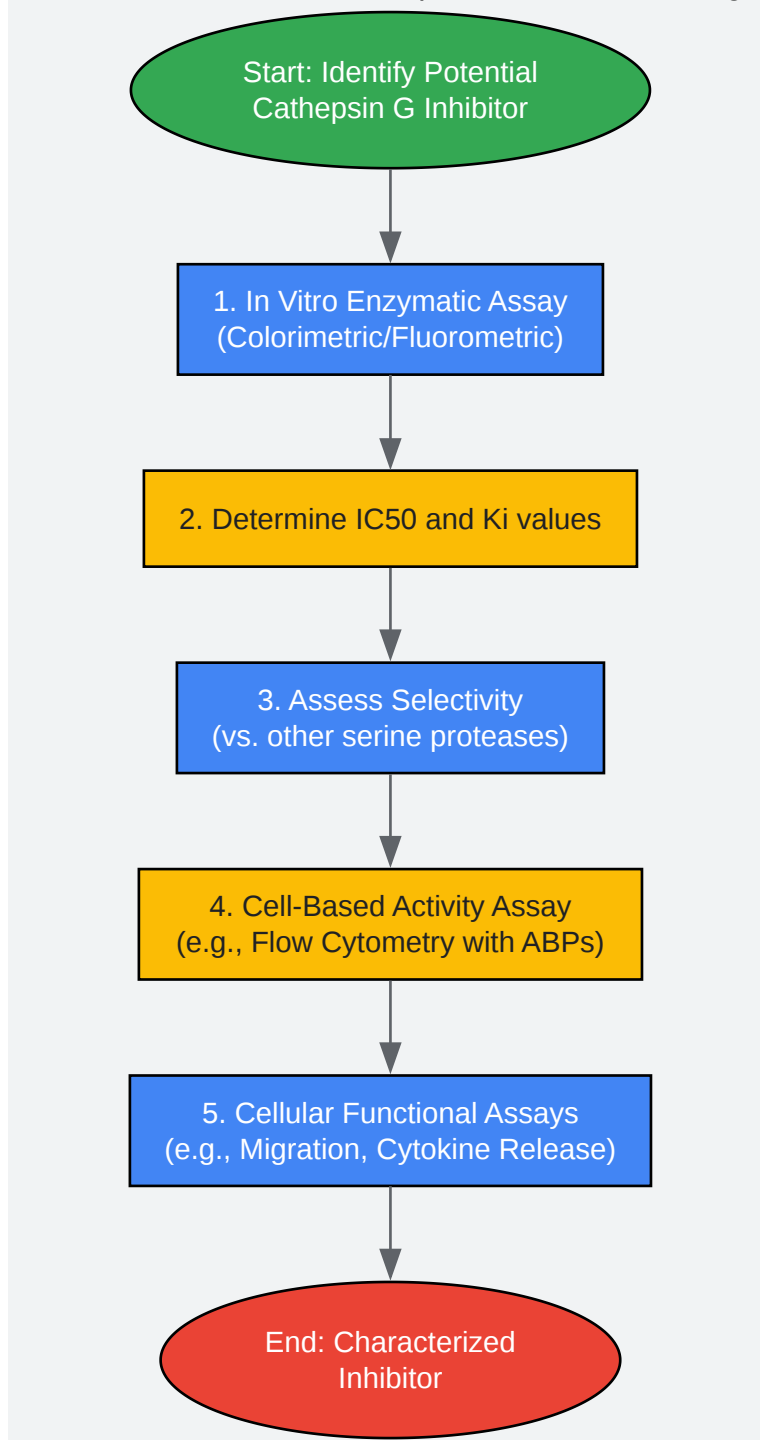 Start: Identify Potential
Cathepsin G Inhibitor
1. In Vitro Enzymatic Assay
(Colorimetric/Fluorometric)
2. Determine IC50 and Ki values
3. Assess Selectivity
(vs. other serine proteases)
4. Cell-Based Activity Assay
(e.g., Flow Cytometry with ABPs)
5. Cellular Functional Assays
(e.g., Migration, Cytokine Release)
End: Characterized
Inhibitor